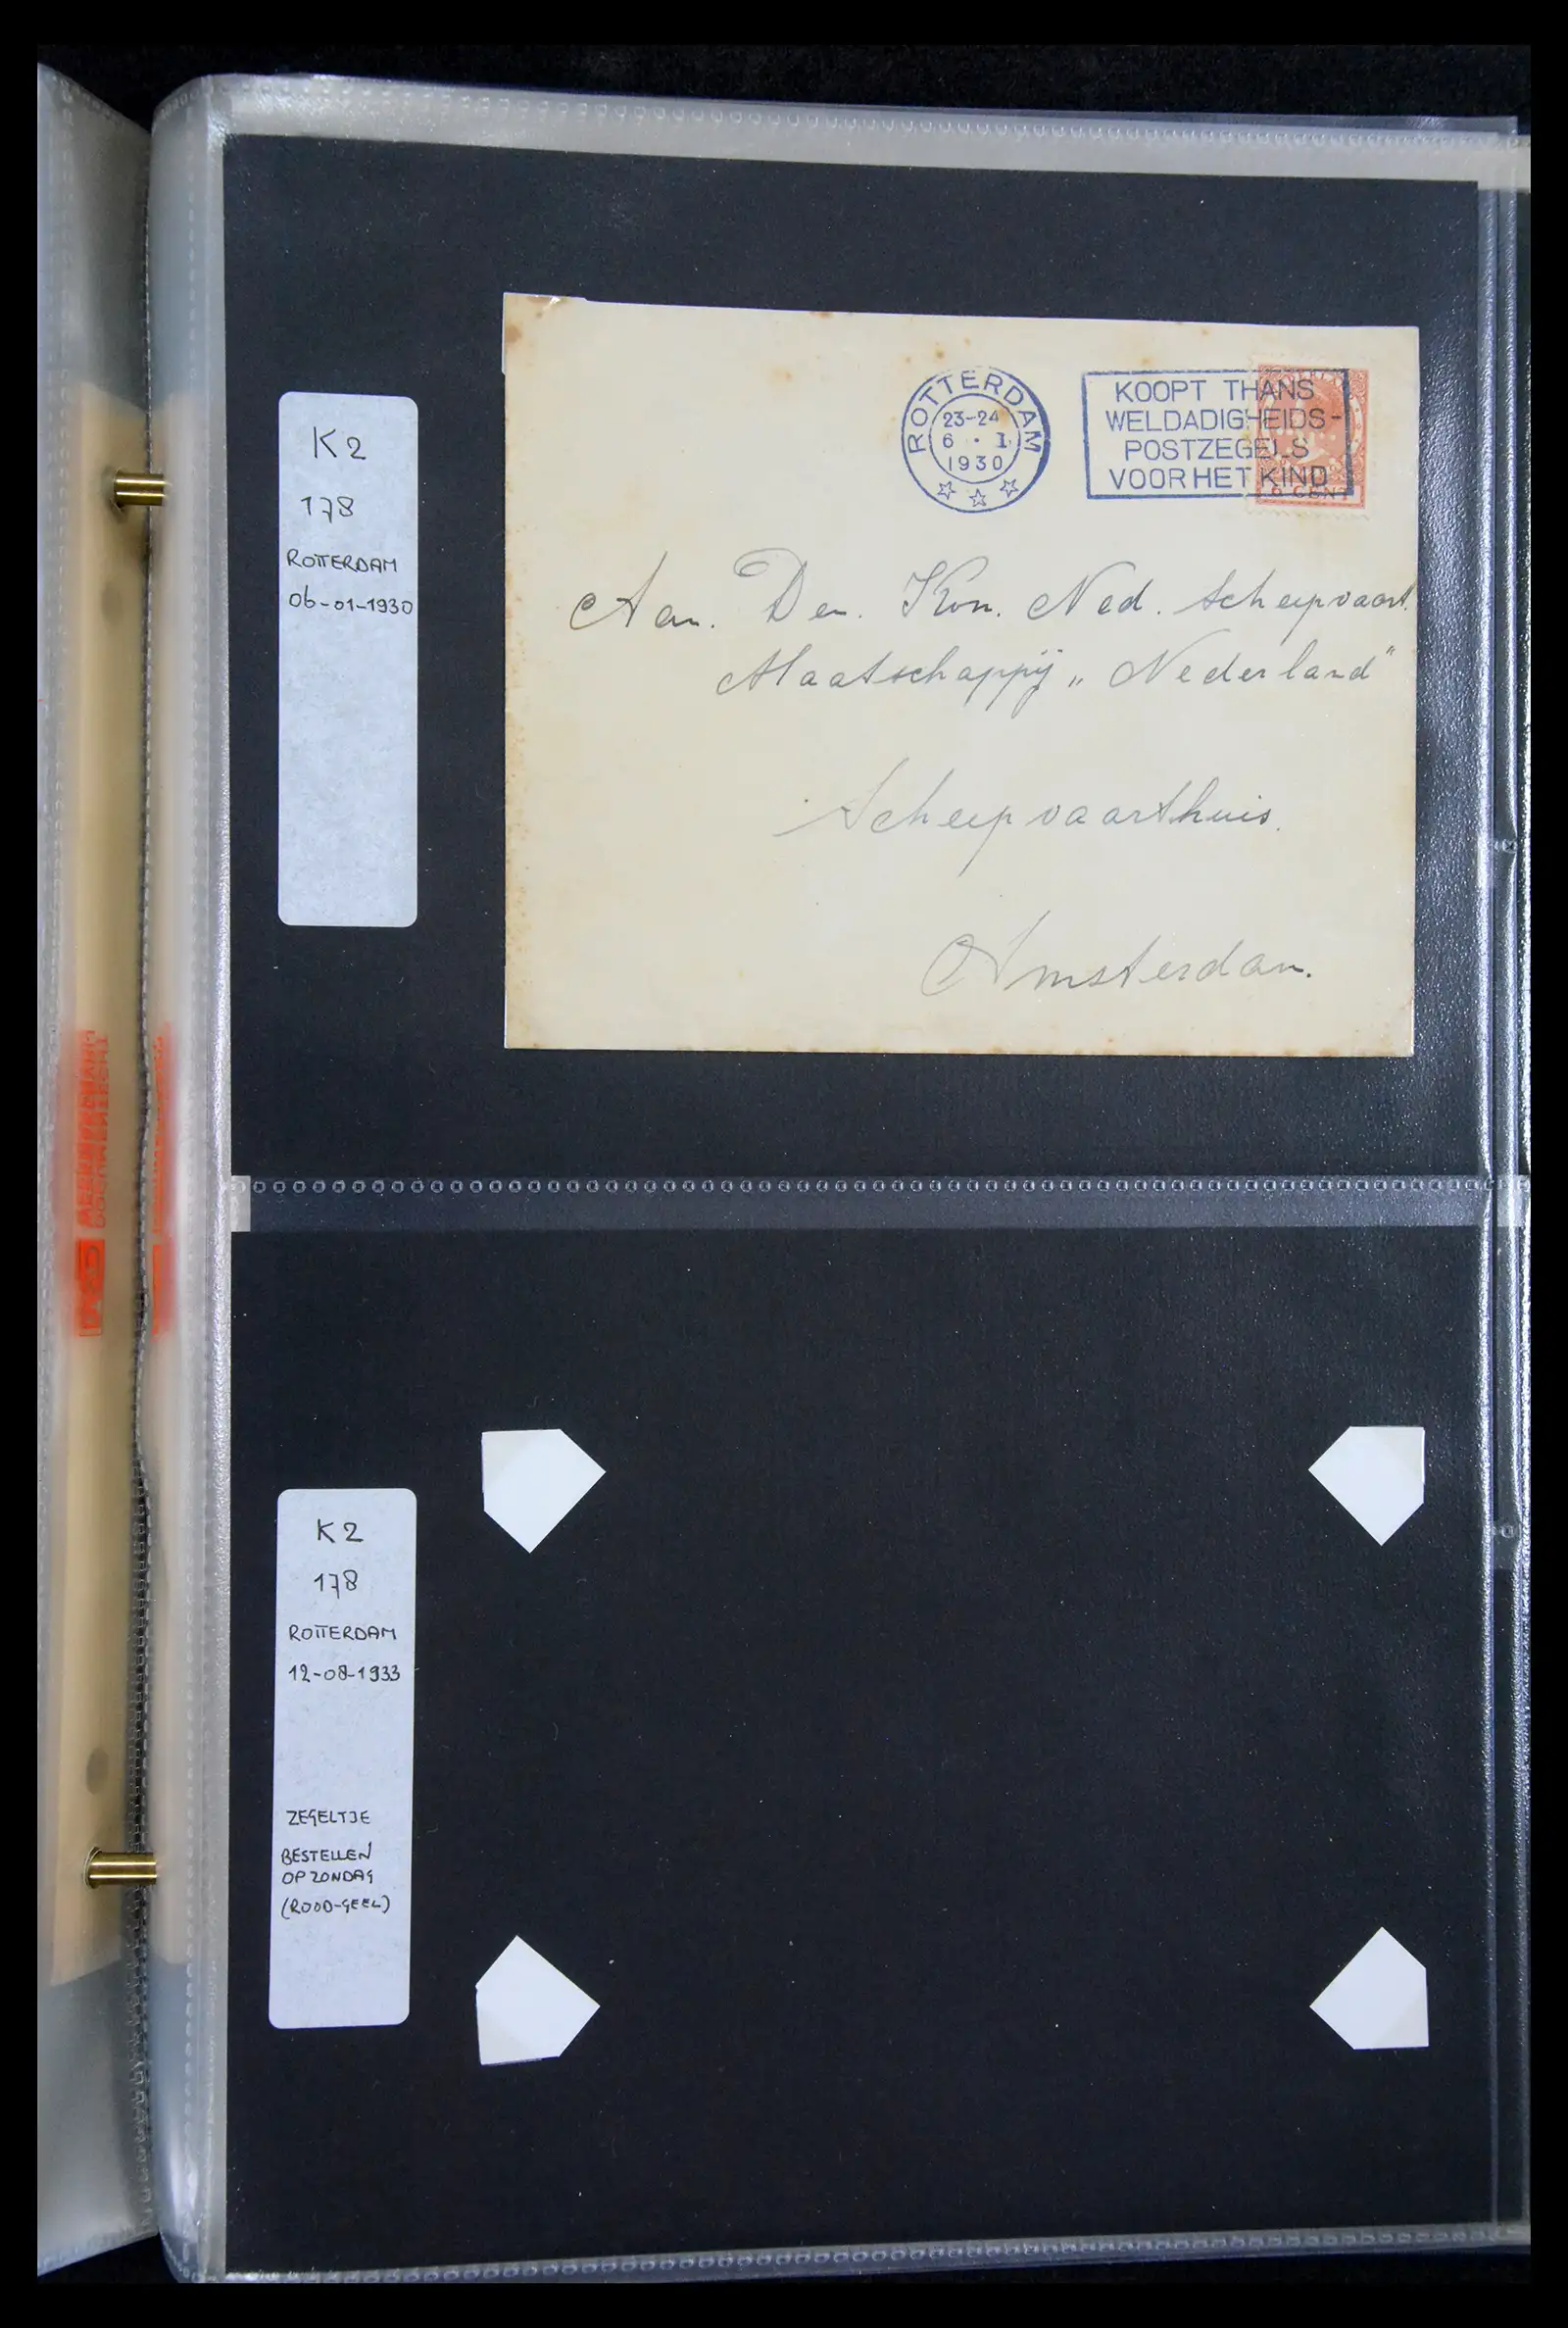 K2
178
ROTTERDAM
06-01-1930
ROTTERDAM
23-24
6 · I
1930
KOOPT THANS
WELDADIGHEIDS-
POSTZEGELS
VOOR HET KIND
CENT
Aan. Den. Kon. Ned. Scheepvaart.
Maatschappij „Nederland"
Scheepvaarthuis.
Amsterdam.
K2
178
ROTTERDAM
12-08-1933
ZEGELTJE
BESTELLEN
OP ZONDAG
(ROOD-GEEL)